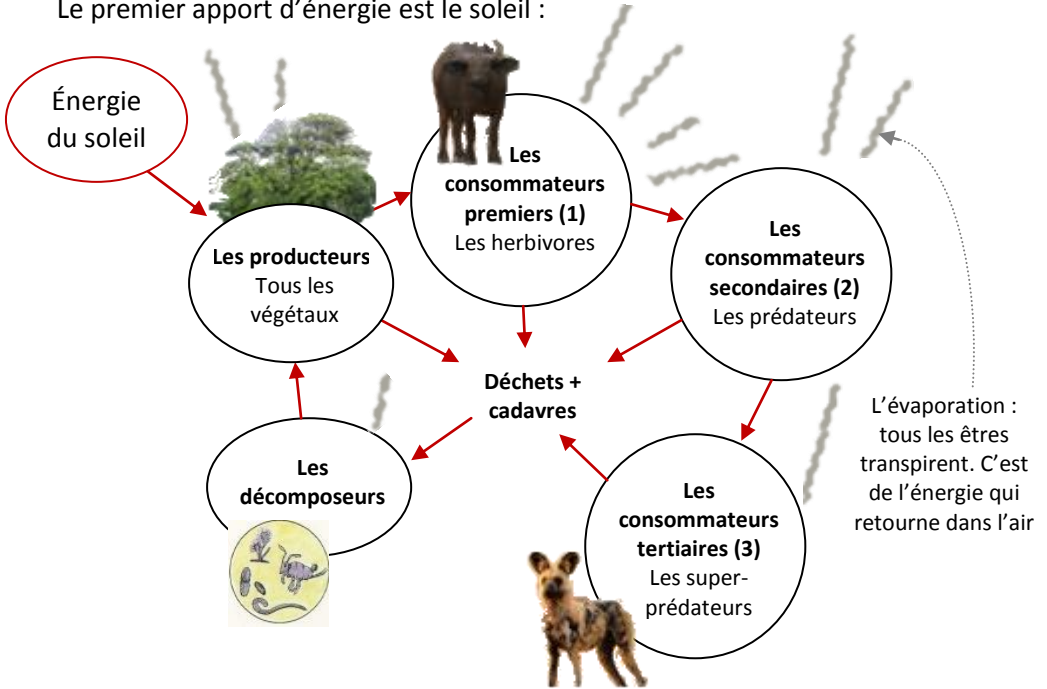 Le premier apport d'énergie est le soleil :
Énergie
du soleil
Les
consommateurs
premiers (1)
Les herbivores
Les producteurs
Tous les
végétaux
Les
consommateurs
secondaires (2)
Les prédateurs
Déchets +
cadavres
L'évaporation :
tous les êtres
transpirent. C'est
de l'énergie qui
retourne dans l'air
Les
décomposeurs
Les
consommateurs
tertiaires (3)
Les super-
prédateurs